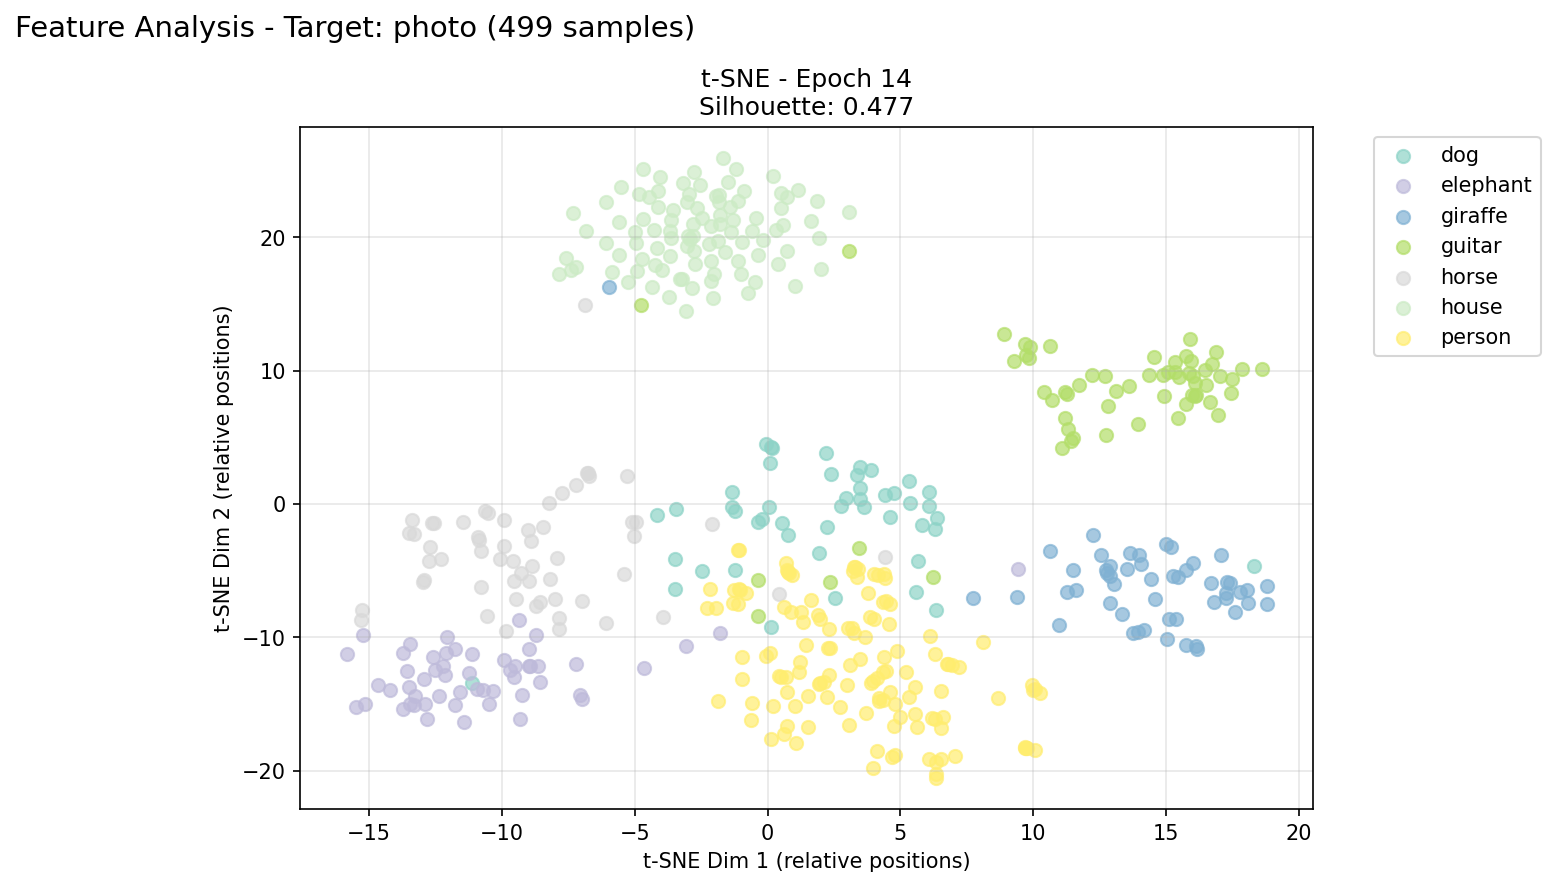 Feature Analysis - Target: photo (499 samples)
t-SNE - Epoch 14
Silhouette: 0.477
t-SNE Dim 2 (relative positions)
20
10
0
−10
−20
−15
−10
−5
0
5
10
15
20
t-SNE Dim 1 (relative positions)
dog
elephant
giraffe
guitar
horse
house
person